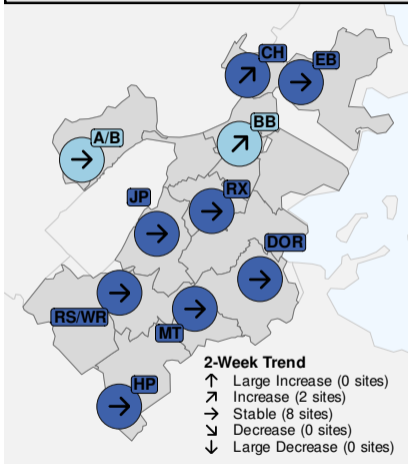 CH
EB
BB
A/B
RX
JP
DOR
RS/WR
MT
HP
2-Week Trend
↑ Large Increase (0 sites)
↗ Increase (2 sites)
→ Stable (8 sites)
↘ Decrease (0 sites)
↓ Large Decrease (0 sites)